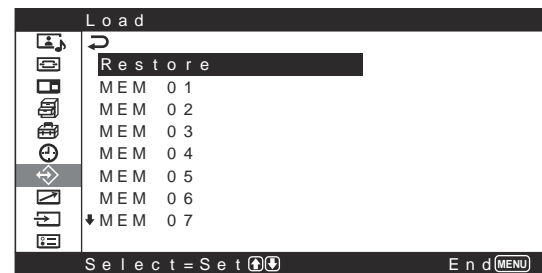 Load
Restore
MEM 01
MEM 02
MEM 03
MEM 04
MEM 05
MEM 06
MEM 07
Select=Set End MENU